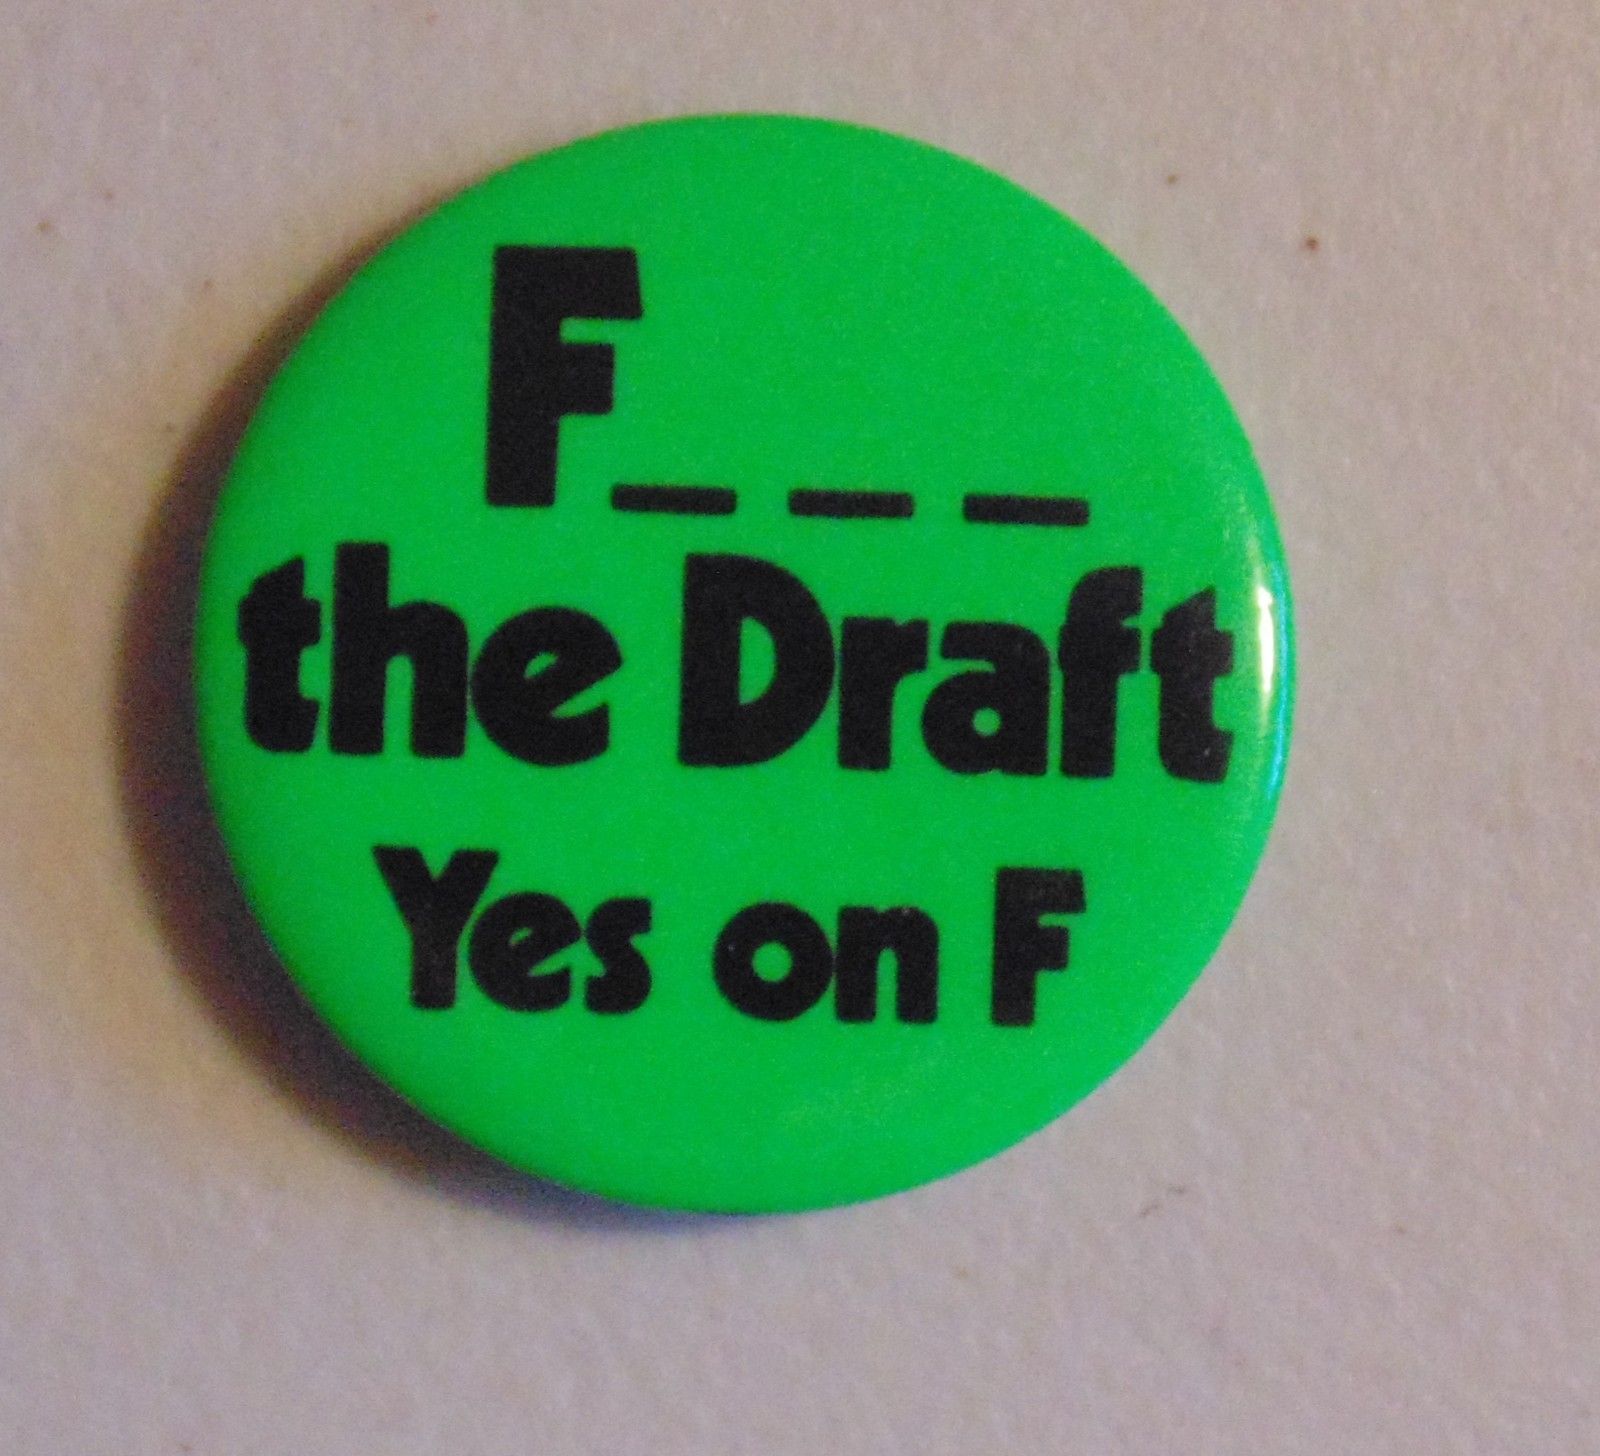 F_ _ _
the Draft
Yes on F